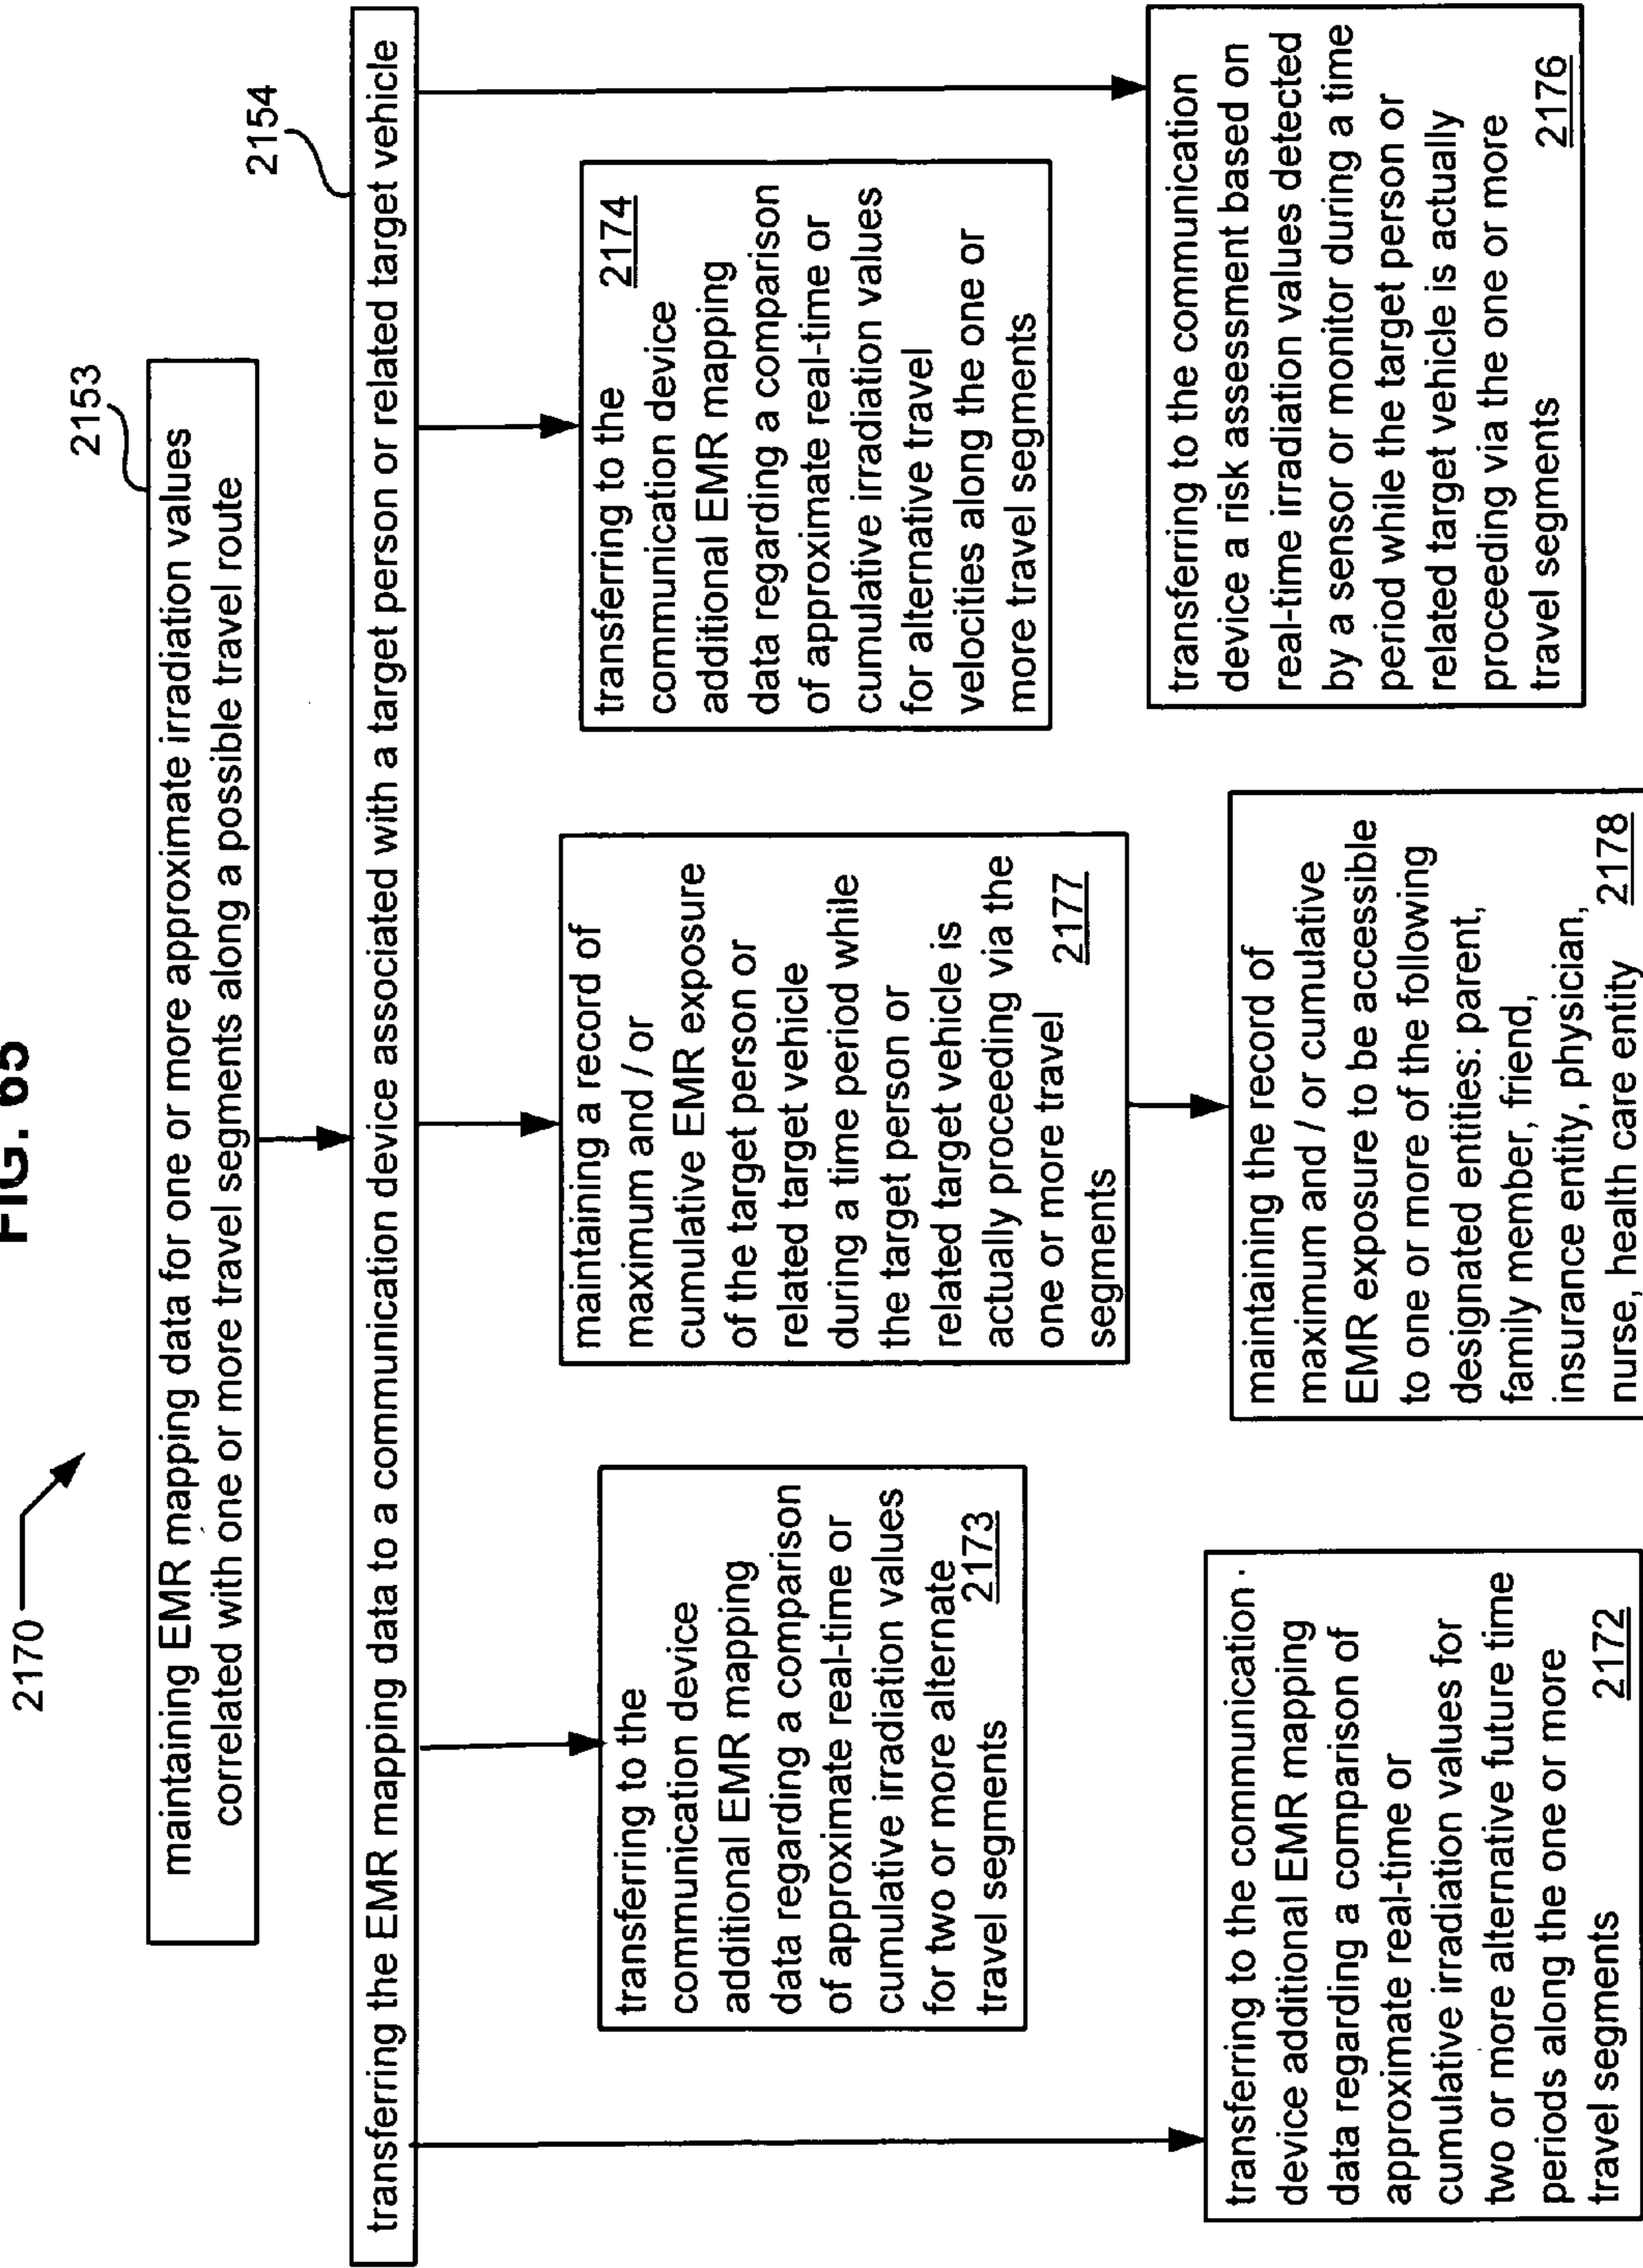 FIG. 65
2170
2153
maintaining EMR mapping data for one or more approximate irradiation values
correlated with one or more travel segments along a possible travel route
2154
transferring the EMR mapping data to a communication device associated with a target person or related target vehicle
transferring to the
communication device
additional EMR mapping
data regarding a comparison
of approximate real-time or
cumulative irradiation values
for two or more alternate
travel segments 2173
maintaining a record of
maximum and / or
cumulative EMR exposure
of the target person or
related target vehicle
during a time period while
the target person or
related target vehicle is
actually proceeding via the
one or more travel
segments 2177
transferring to the 2174
communication device
additional EMR mapping
data regarding a comparison
of approximate real-time or
cumulative irradiation values
for alternative travel
velocities along the one or
more travel segments
transferring to the communication
device additional EMR mapping
data regarding a comparison of
approximate real-time or
cumulative irradiation values for
two or more alternative future time
periods along the one or more
travel segments 2172
maintaining the record of
maximum and / or cumulative
EMR exposure to be accessible
to one or more of the following
designated entities: parent,
family member, friend,
insurance entity, physician,
nurse, health care entity 2178
transferring to the communication
device a risk assessment based on
real-time irradiation values detected
by a sensor or monitor during a time
period while the target person or
related target vehicle is actually
proceeding via the one or more
travel segments 2176